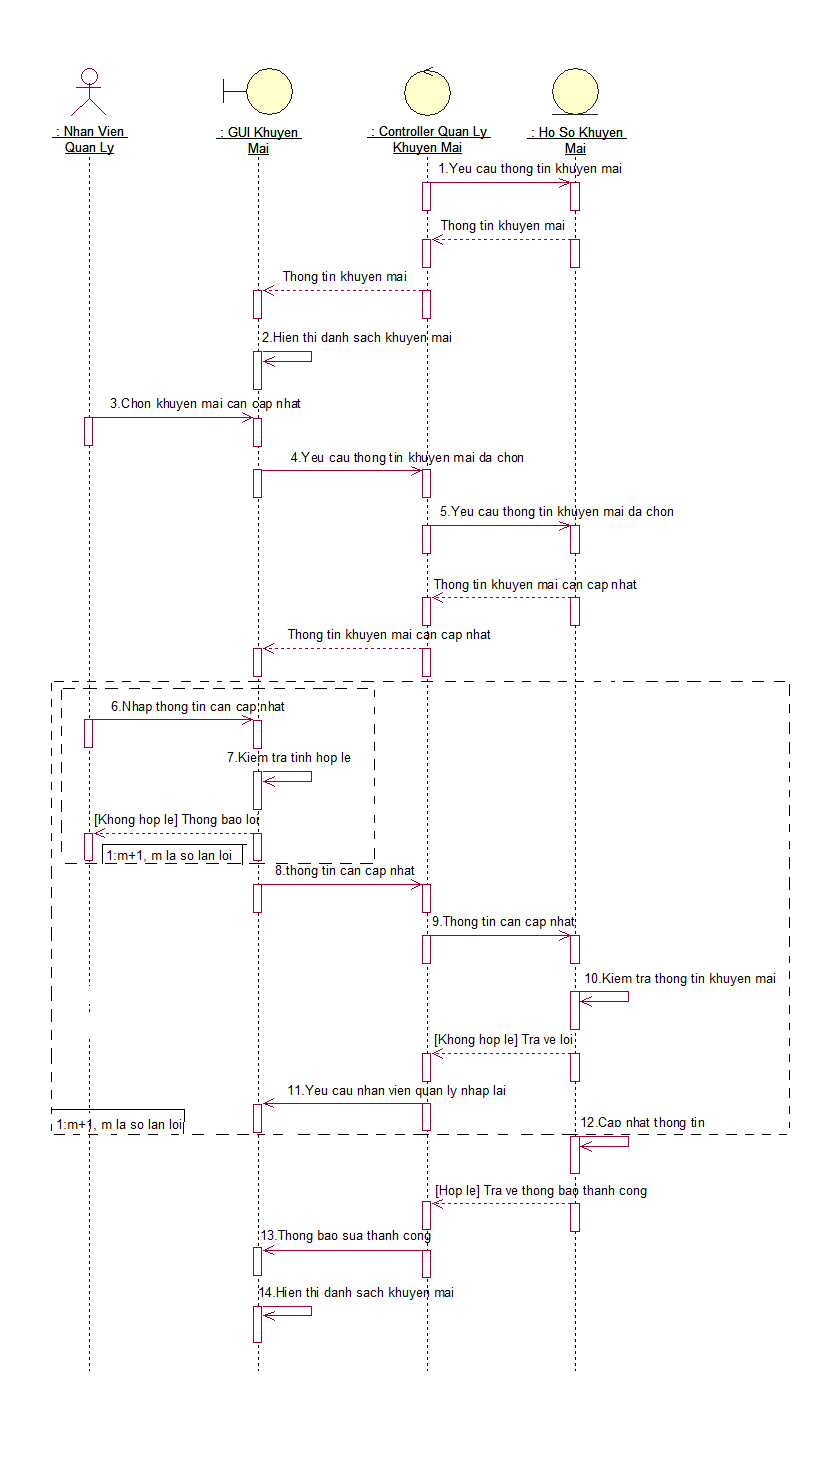 : Nhan Vien
Quan Ly
: GUI Khuyen
Mai
: Controller Quan Ly
Khuyen Mai
: Ho So Khuyen
Mai
1.Yeu cau thong tin khuyen mai
Thong tin khuyen mai
Thong tin khuyen mai
2.Hien thi danh sach khuyen mai
3.Chon khuyen mai can cap nhat
4.Yeu cau thong tin khuyen mai da chon
5.Yeu cau thong tin khuyen mai da chon
Thong tin khuyen mai can cap nhat
Thong tin khuyen mai can cap nhat
6.Nhap thong tin can cap nhat
7.Kiem tra tinh hop le
[Khong hop le] Thong bao loi
1:m+1, m la so lan loi
8.thong tin can cap nhat
9.Thong tin can cap nhat
10.Kiem tra thong tin khuyen mai
[Khong hop le] Tra ve loi
11.Yeu cau nhan vien quan ly nhap lai
1:m+1, m la so lan loi
12.Cap nhat thong tin
[Hop le] Tra ve thong bao thanh cong
13.Thong bao sua thanh cong
14.Hien thi danh sach khuyen mai